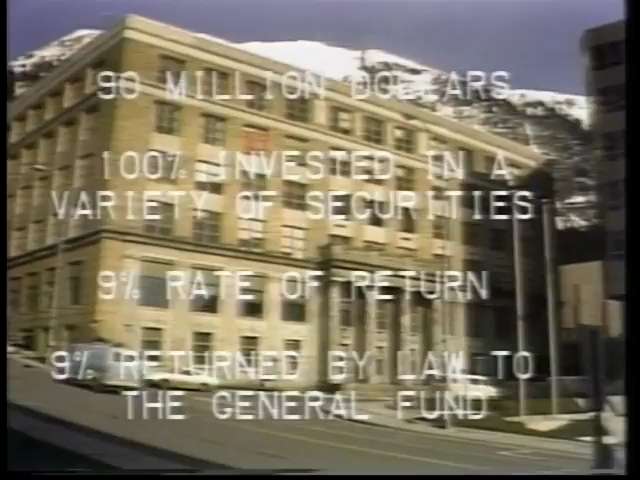 90 MILLION DOLLARS
100% INVESTED IN A
VARIETY OF SECURITIES
9% RATE OF RETURN
9% RETURNED BY LAW TO
THE GENERAL FUND